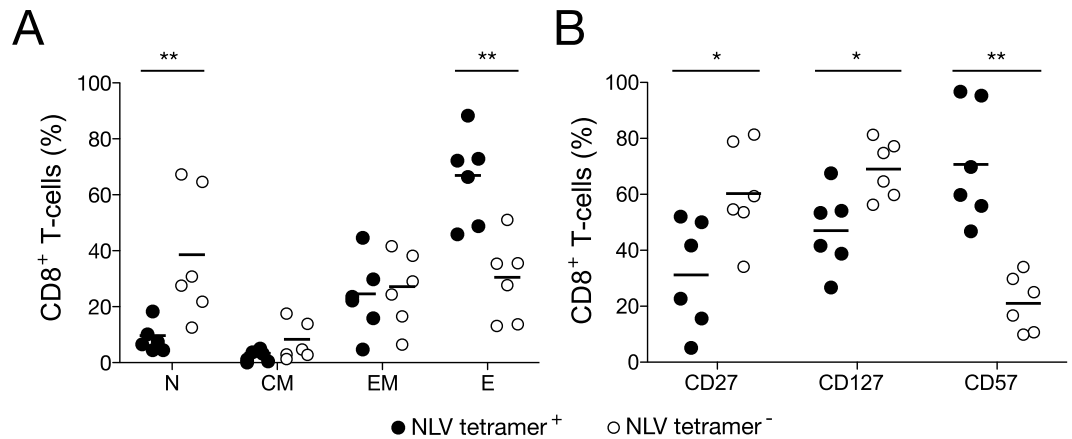 A
B
** **
* * **
CD8+ T-cells (%)
100
80
60
40
20
0
N CM EM E
CD8+ T-cells (%)
100
80
60
40
20
0
CD27 CD127 CD57
NLV tetramer+ NLV tetramer-